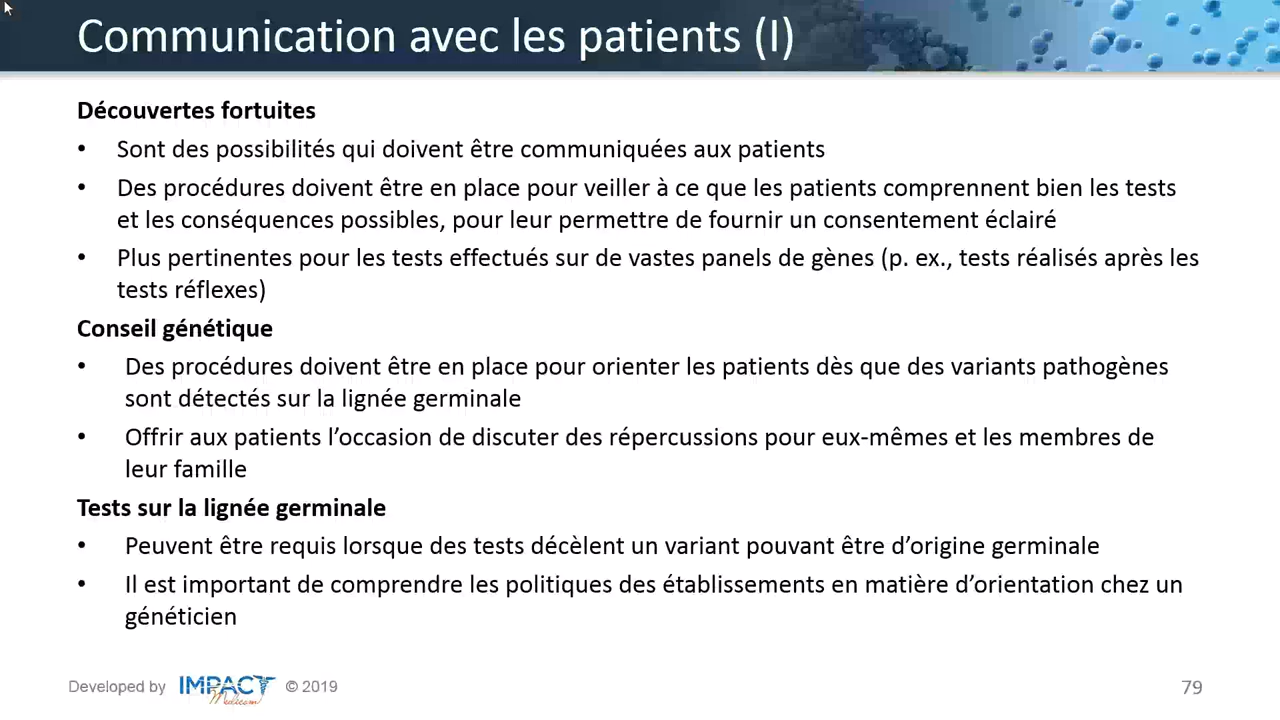 Communication avec les patients (I)
Découvertes fortuites
• Sont des possibilités qui doivent être communiquées aux patients
• Des procédures doivent être en place pour veiller à ce que les patients comprennent bien les tests
et les conséquences possibles, pour leur permettre de fournir un consentement éclairé
• Plus pertinentes pour les tests effectués sur de vastes panels de gènes (p. ex., tests réalisés après les
tests réflexes)
Conseil génétique
• Des procédures doivent être en place pour orienter les patients dès que des variants pathogènes
sont détectés sur la lignée germinale
• Offrir aux patients l’occasion de discuter des répercussions pour eux-mêmes et les membres de
leur famille
Tests sur la lignée germinale
• Peuvent être requis lorsque des tests décèlent un variant pouvant être d’origine germinale
• Il est important de comprendre les politiques des établissements en matière d’orientation chez un
généticien
Developed by IMPACT Medicom © 2019
79